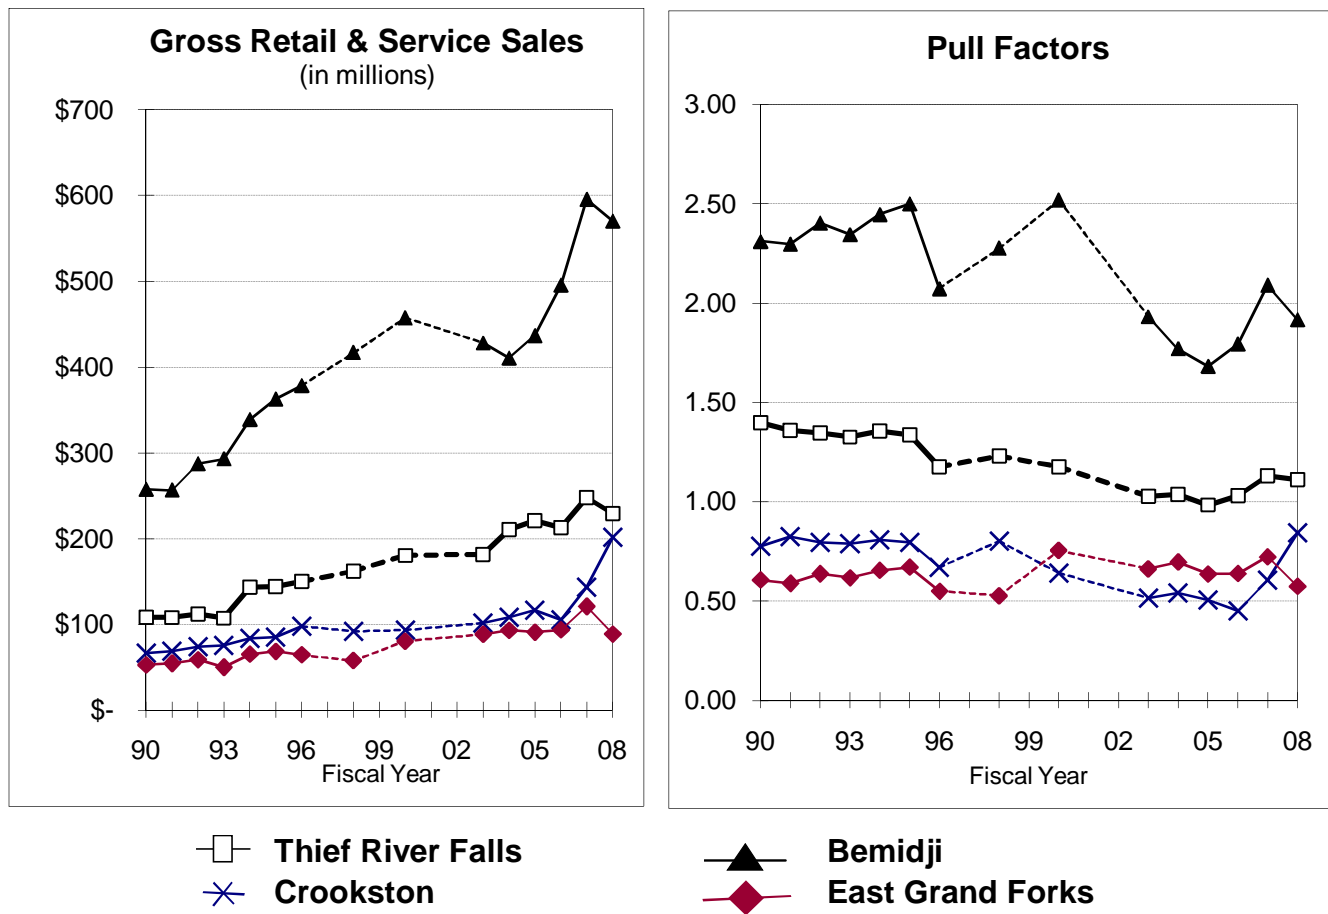 Gross Retail & Service Sales
(in millions)
$700
$600
$500
$400
$300
$200
$100
$-
90 93 96 99 02 05 08
Fiscal Year
Pull Factors
3.00
2.50
2.00
1.50
1.00
0.50
0.00
90 93 96 99 02 05 08
Fiscal Year
Thief River Falls
Bemidji
Crookston
East Grand Forks